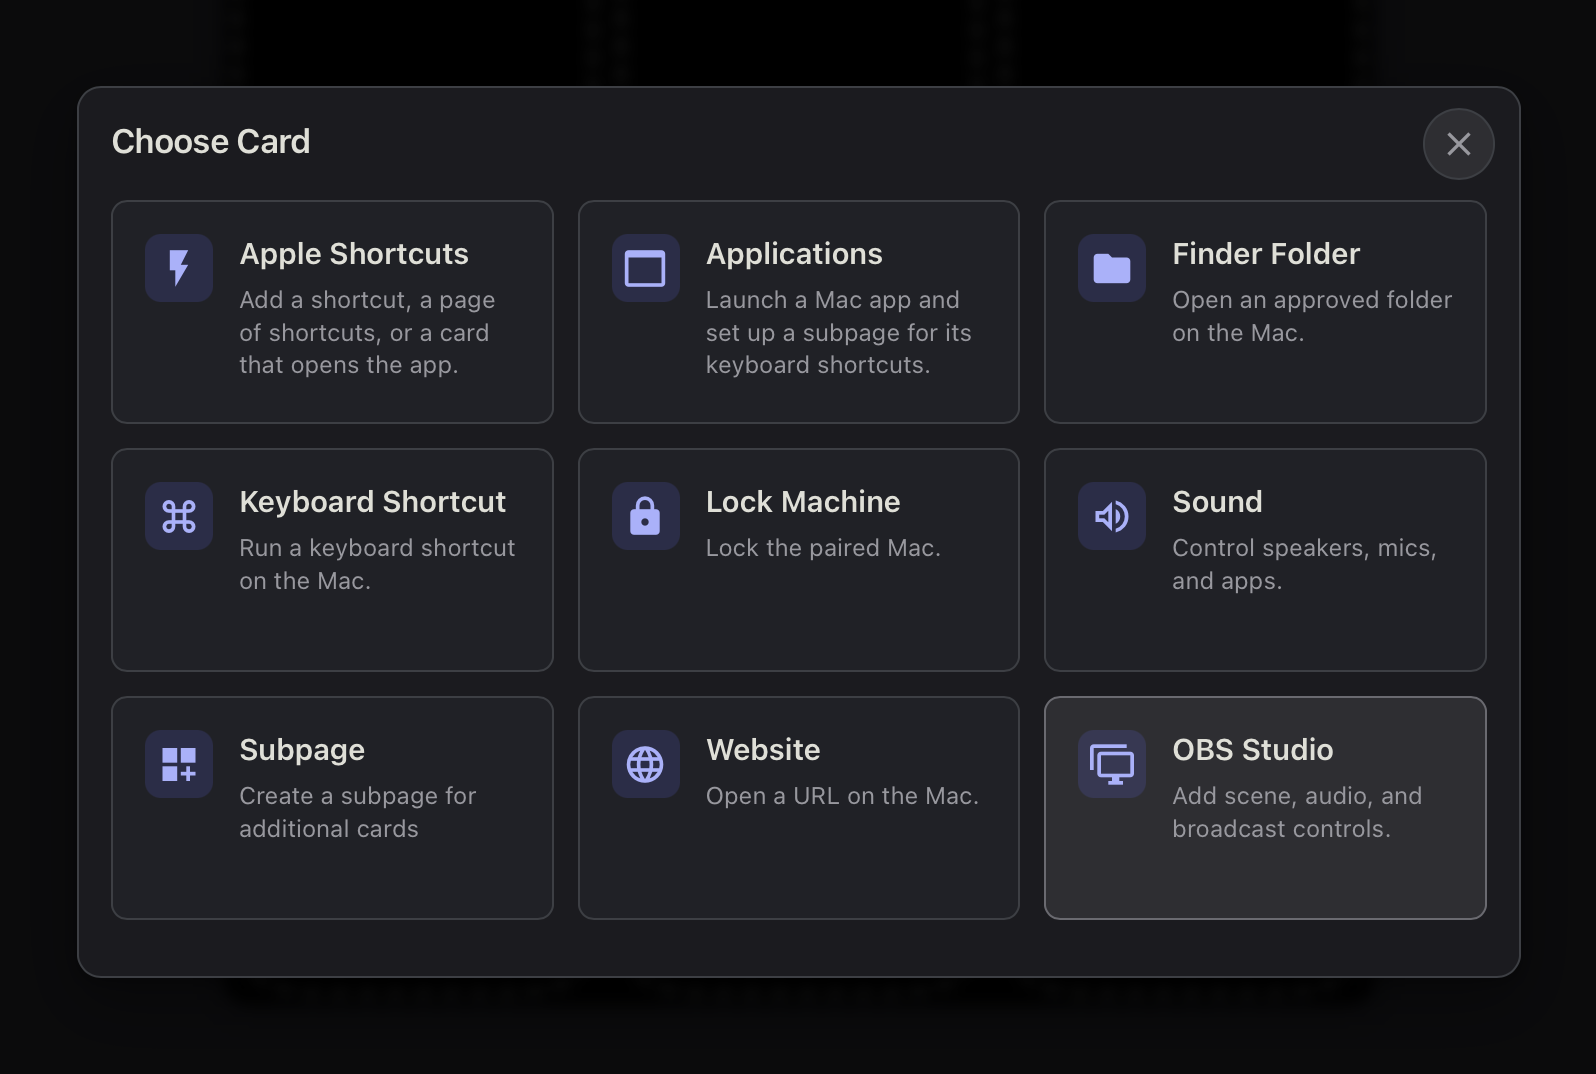 Choose Card
Apple Shortcuts
Add a shortcut, a page
of shortcuts, or a card
that opens the app.
Applications
Launch a Mac app and
set up a subpage for its
keyboard shortcuts.
Finder Folder
Open an approved folder
on the Mac.
Keyboard Shortcut
Run a keyboard shortcut
on the Mac.
Lock Machine
Lock the paired Mac.
Sound
Control speakers, mics,
and apps.
Subpage
Create a subpage for
additional cards
Website
Open a URL on the Mac.
OBS Studio
Add scene, audio, and
broadcast controls.